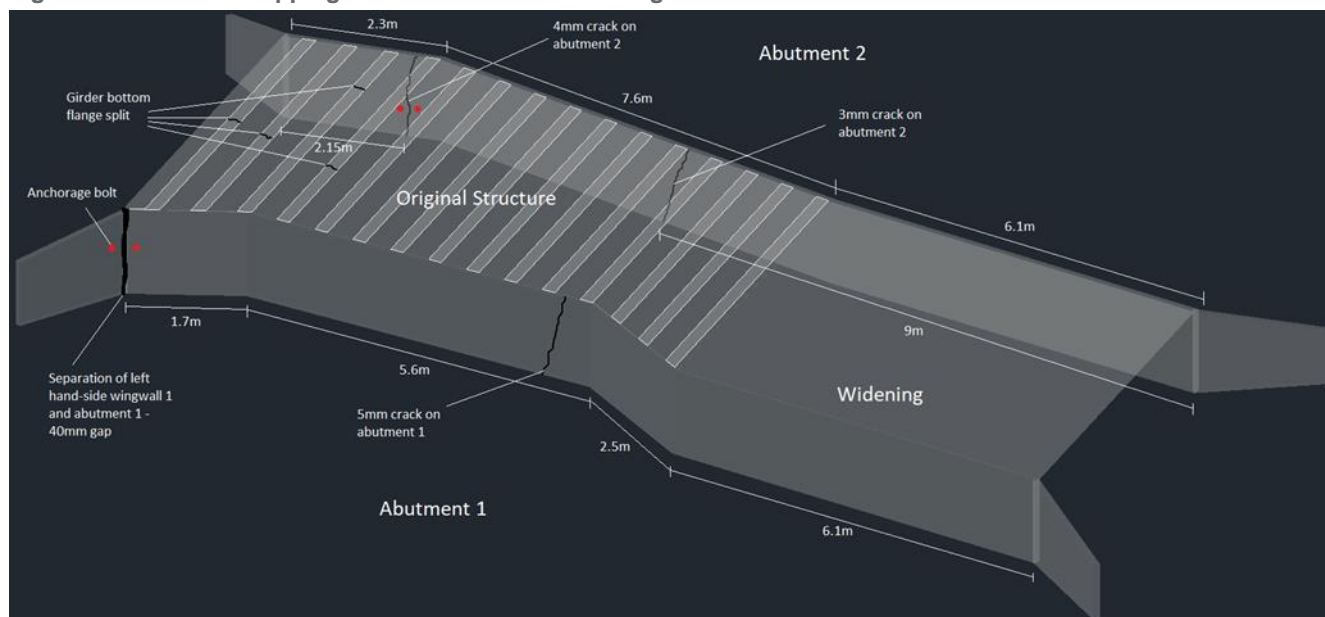 2.3m
4mm crack on
abutment 2
Abutment 2
Girder bottom
flange split
7.6m
3mm crack on
abutment 2
2.15m
Anchorage bolt
Original Structure
6.1m
9m
1.7m
Separation of left
hand-side wingwall 1
and abutment 1 -
40mm gap
5.6m
Widening
5mm crack on
abutment 1
2.5m
Abutment 1
6.1m